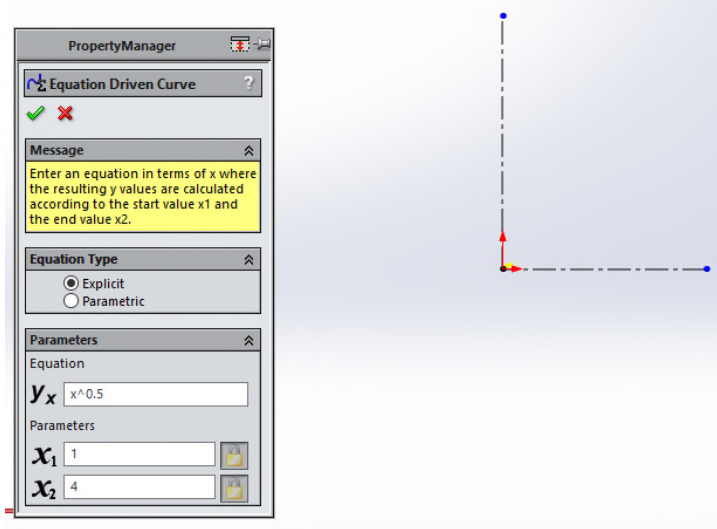 PropertyManager
Equation Driven Curve
?
Message
Enter an equation in terms of x where
the resulting y values are calculated
according to the start value x1 and
the end value x2.
Equation Type
Explicit
Parametric
Parameters
Equation
yx x^0.5
Parameters
x1 1
x2 4